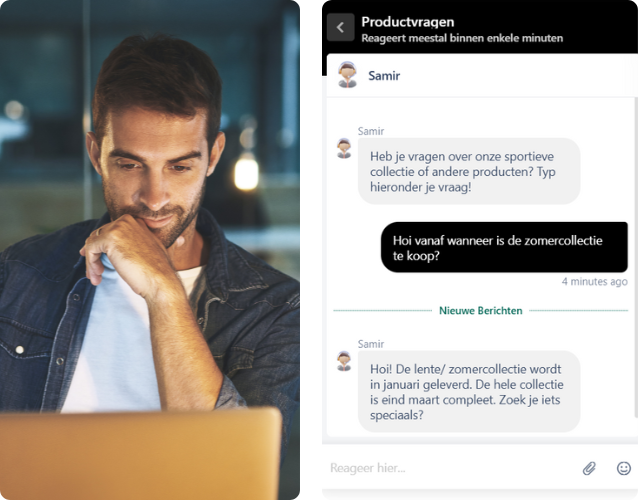 Productvragen
Reageert meestal binnen enkele minuten
Samir
Samir
Heb je vragen over onze sportieve
collectie of andere producten? Typ
hieronder je vraag!
Hoi vanaf wanneer is de zomercollectie
te koop?
4 minutes ago
Nieuwe Berichten
Samir
Hoi! De lente/ zomercollectie wordt
in januari geleverd. De hele collectie
is eind maart compleet. Zoek je iets
speciaals?
Reageer hier...